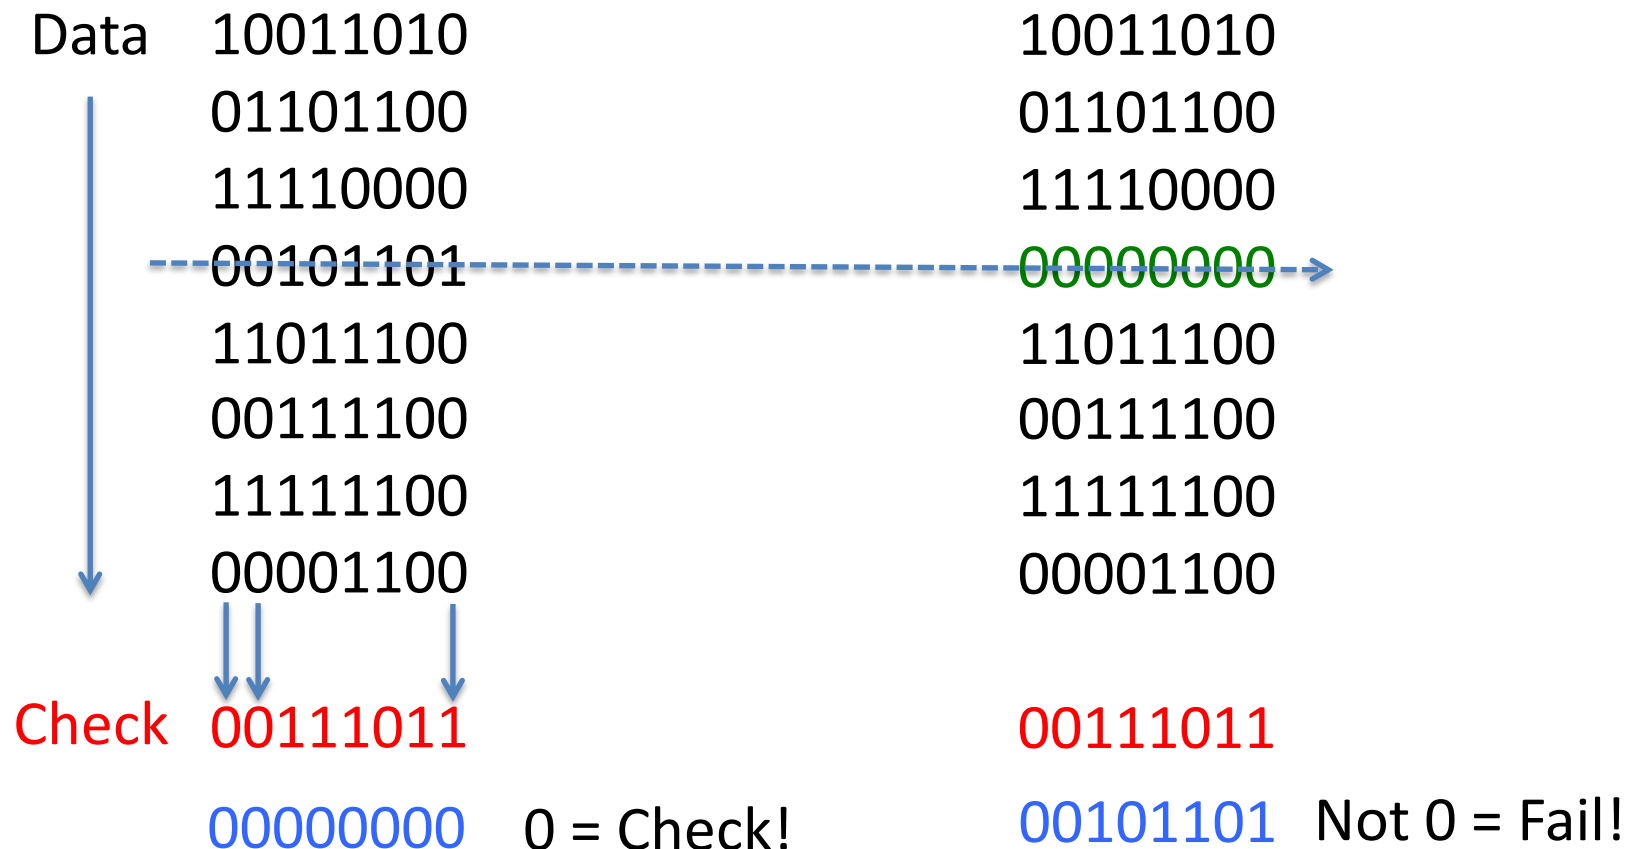 Data 10011010 10011010
01101100 01101100
11110000 11110000
00101101 00000000
11011100 11011100
00111100 00111100
11111100 11111100
00001100 00001100
Check 00111011 00111011
00000000 0 = Check! 00101101 Not 0 = Fail!